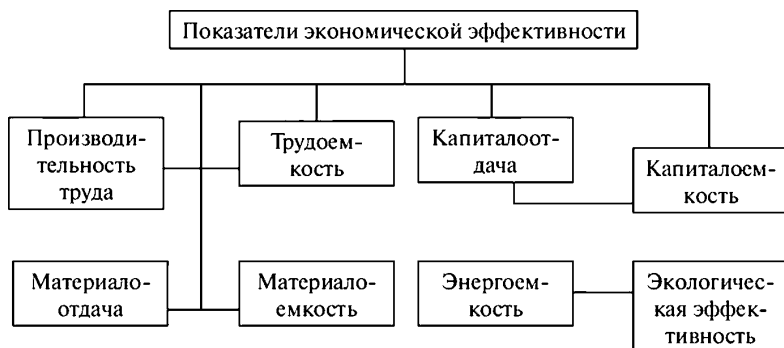 Показатели экономической эффективности
Производи-
тельность
труда
Трудоем-
кость
Капиталоот-
дача
Капиталоем-
кость
Материало-
отдача
Материало-
емкость
Энергоем-
кость
Экологичес-
кая эффек-
тивность